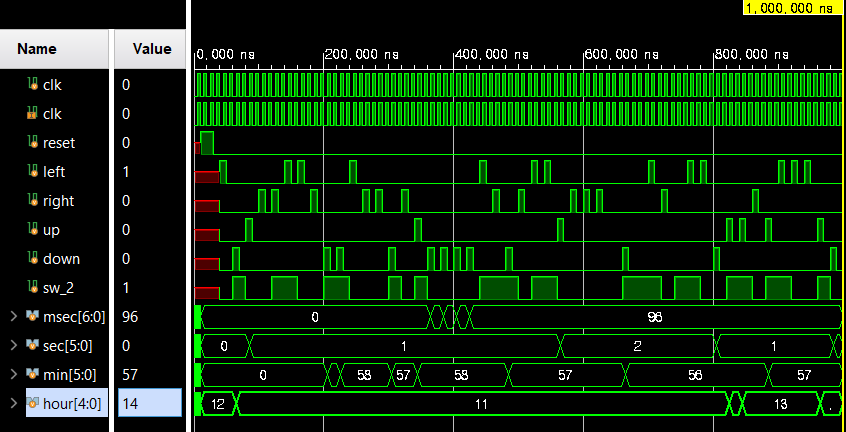 1,000,000 ns
Name Value 0,000 ns 200,000 ns 400,000 ns 600,000 ns 800,000 ns
clk 0
clk 0
reset 0
left 1
right 0
up 0
down 0
sw_2 1
msec[6:0] 96 0 96
sec[5:0] 0 0 1 2 1
min[5:0] 57 0 58 57 58 57 56 57
hour[4:0] 14 12 11 13 .